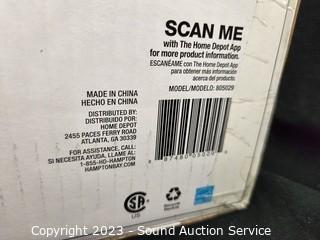 SCAN ME
with The Home Depot App
for more product information.
ESCANÉAME con The Home Depot App
para obtener más información
acerca del producto.
MODEL/MODELO: 805029
MADE IN CHINA
HECHO EN CHINA
DISTRIBUTED BY:
DISTRIBUIDO POR:
HOME DEPOT
2455 PACES FERRY ROAD
ATLANTA, GA 30339
FOR ASSISTANCE, CALL:
SI NECESITA AYUDA, LLAME AL:
1-855-HD-HAMPTON
HAMPTONBAY.COM
US
Copyright 2023 - Sound Auction Service